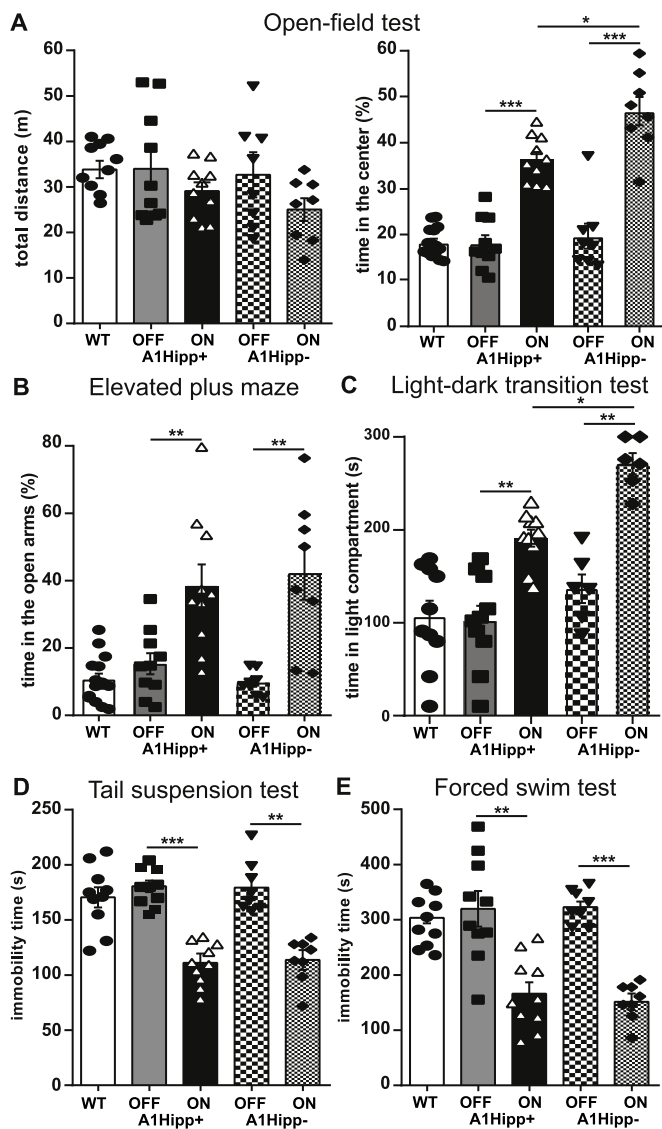 A
Open-field test
total distance (m)
60
50
40
30
20
10
0
WT OFF ON OFF ON
A1Hipp+ A1Hipp-
time in the center (%)
60
50
40
30
20
10
0
*
***
***
WT OFF ON OFF ON
A1Hipp+ A1Hipp-
B
Elevated plus maze
time in the open arms (%)
80
60
40
20
0
**
**
WT OFF ON OFF ON
A1Hipp+ A1Hipp-
C
Light-dark transition test
time in light compartment (s)
300
200
100
0
*
**
**
WT OFF ON OFF ON
A1Hipp+ A1Hipp-
D
Tail suspension test
immobility time (s)
250
200
150
100
50
0
***
**
WT OFF ON OFF ON
A1Hipp+ A1Hipp-
E
Forced swim test
immobility time (s)
500
400
300
200
100
0
**
***
WT OFF ON OFF ON
A1Hipp+ A1Hipp-